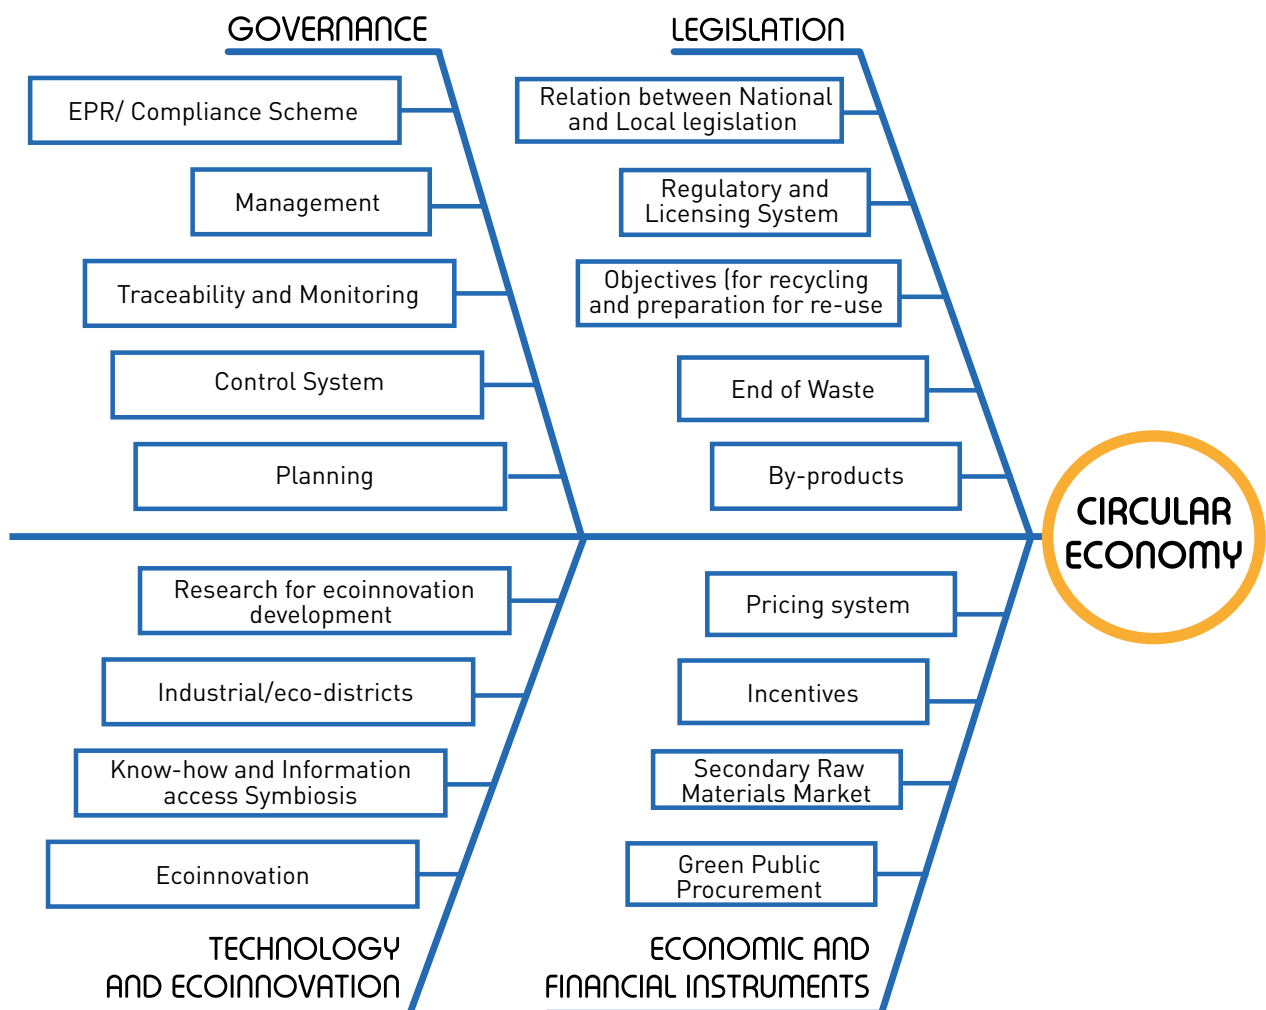 GOVERNANCE
EPR/ Compliance Scheme
Management
Traceability and Monitoring
Control System
Planning
LEGISLATION
Relation between National
and Local legislation
Regulatory and
Licensing System
Objectives (for recycling
and preparation for re-use
End of Waste
By-products
CIRCULAR
ECONOMY
Research for ecoinnovation
development
Industrial/eco-districts
Know-how and Information
access Symbiosis
Ecoinnovation
TECHNOLOGY
AND ECOINNOVATION
Pricing system
Incentives
Secondary Raw
Materials Market
Green Public
Procurement
ECONOMIC AND
FINANCIAL INSTRUMENTS